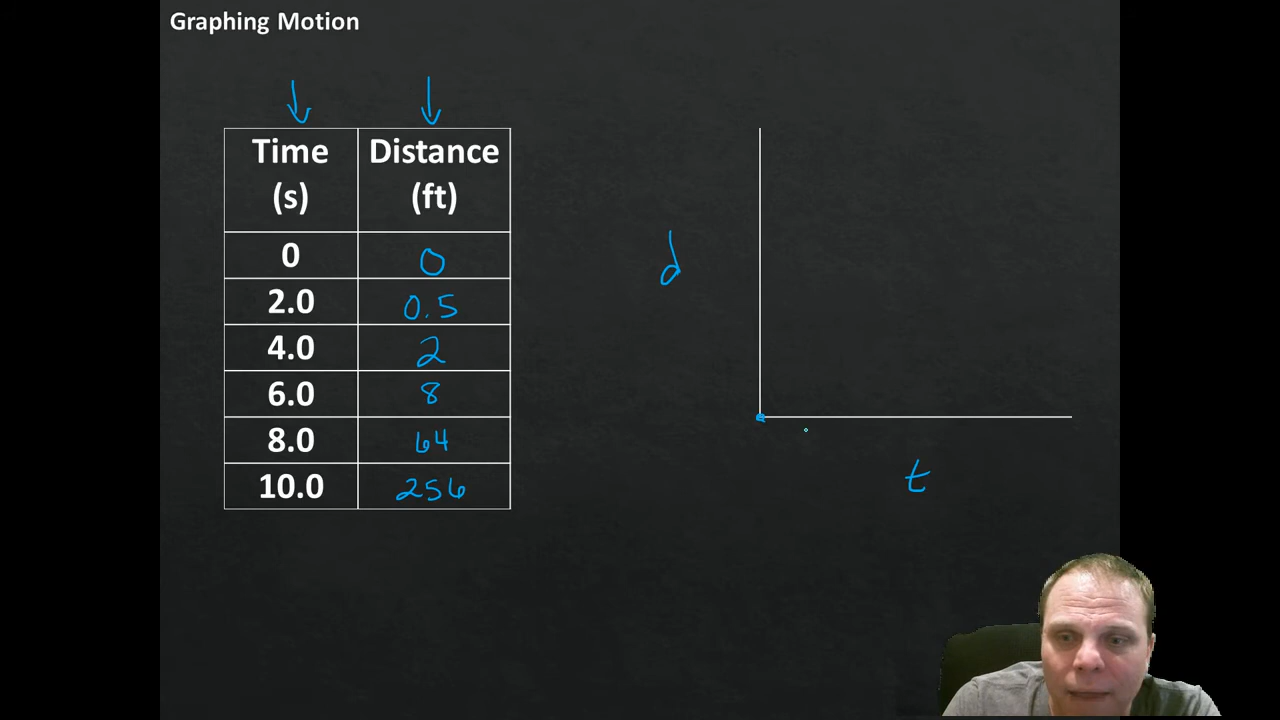 Graphing Motion
Time (s) Distance (ft)
0 0
2.0 0.5
4.0 2
6.0 8
8.0 64
10.0 256
d
t